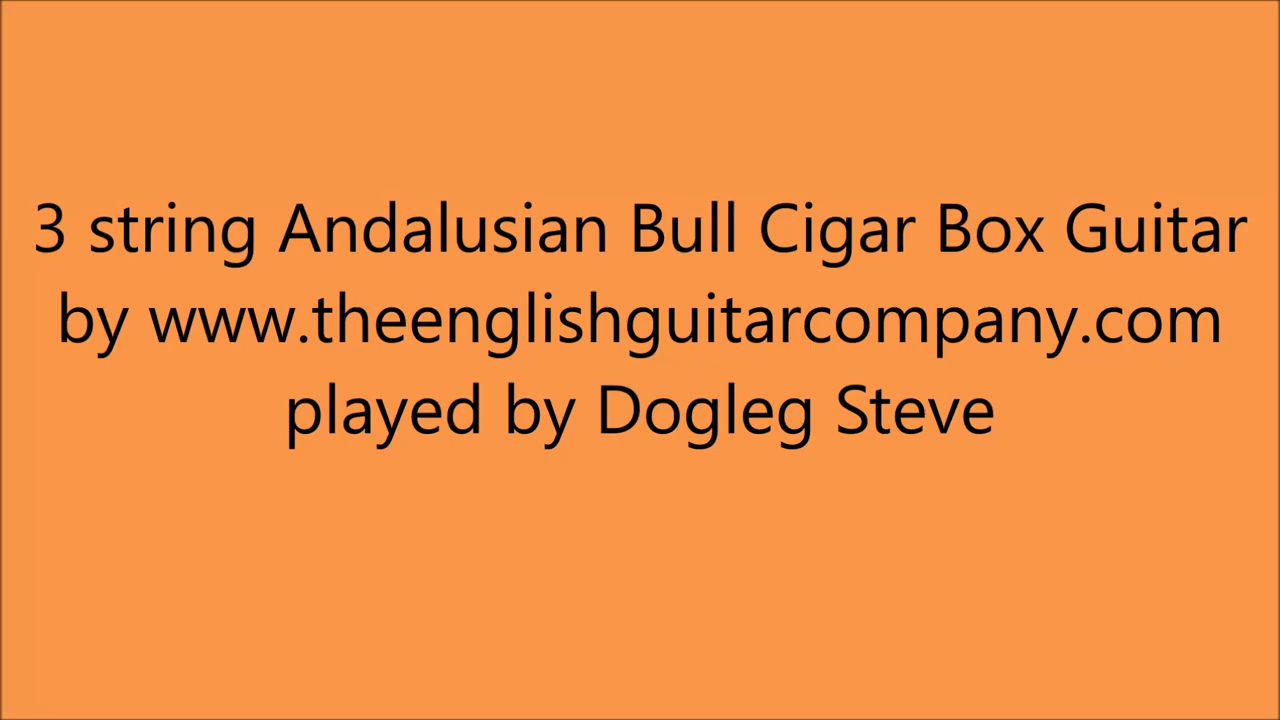 3 string Andalusian Bull Cigar Box Guitar
by www.theenglishguitarcompany.com
played by Dogleg Steve